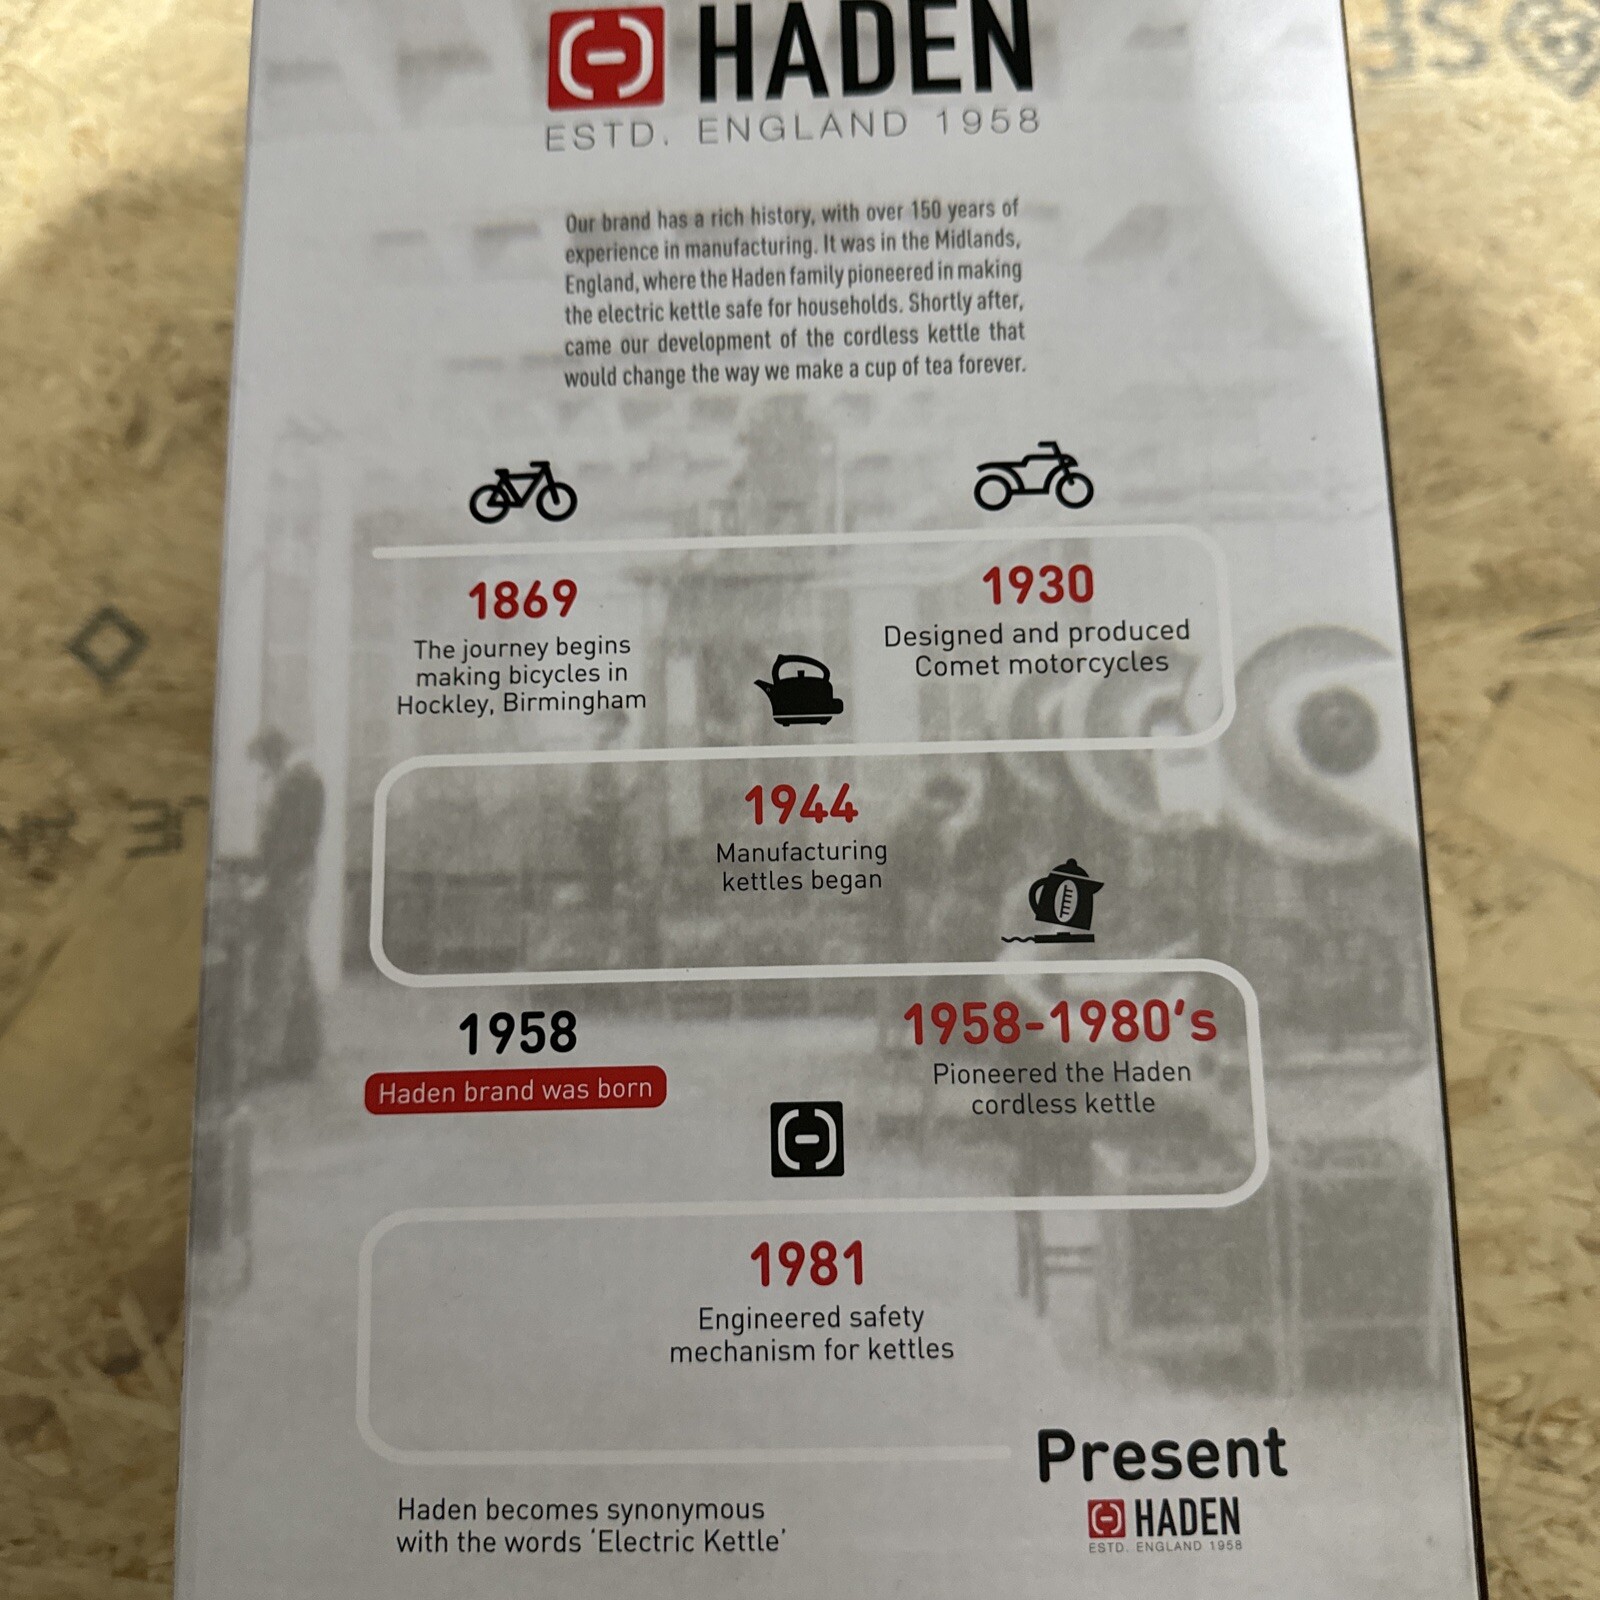 HADEN
ESTD. ENGLAND 1958
Our brand has a rich history, with over 150 years of
experience in manufacturing. It was in the Midlands,
England, where the Haden family pioneered in making
the electric kettle safe for households. Shortly after,
came our development of the cordless kettle that
would change the way we make a cup of tea forever.
1869
The journey begins
making bicycles in
Hockley, Birmingham
1930
Designed and produced
Comet motorcycles
1944
Manufacturing
kettles began
1958
Haden brand was born
1958-1980's
Pioneered the Haden
cordless kettle
1981
Engineered safety
mechanism for kettles
Present
HADEN
ESTD. ENGLAND 1958
Haden becomes synonymous
with the words ‘Electric Kettle’